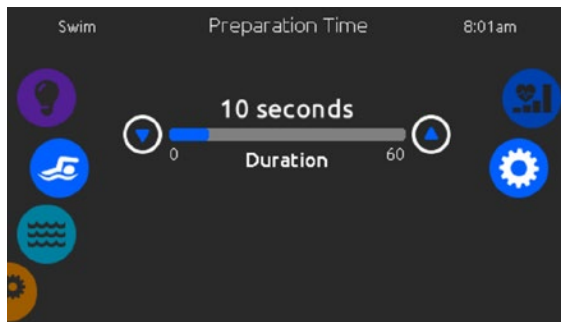 Swim
Preparation Time
8:01am
10 seconds
0
Duration
60